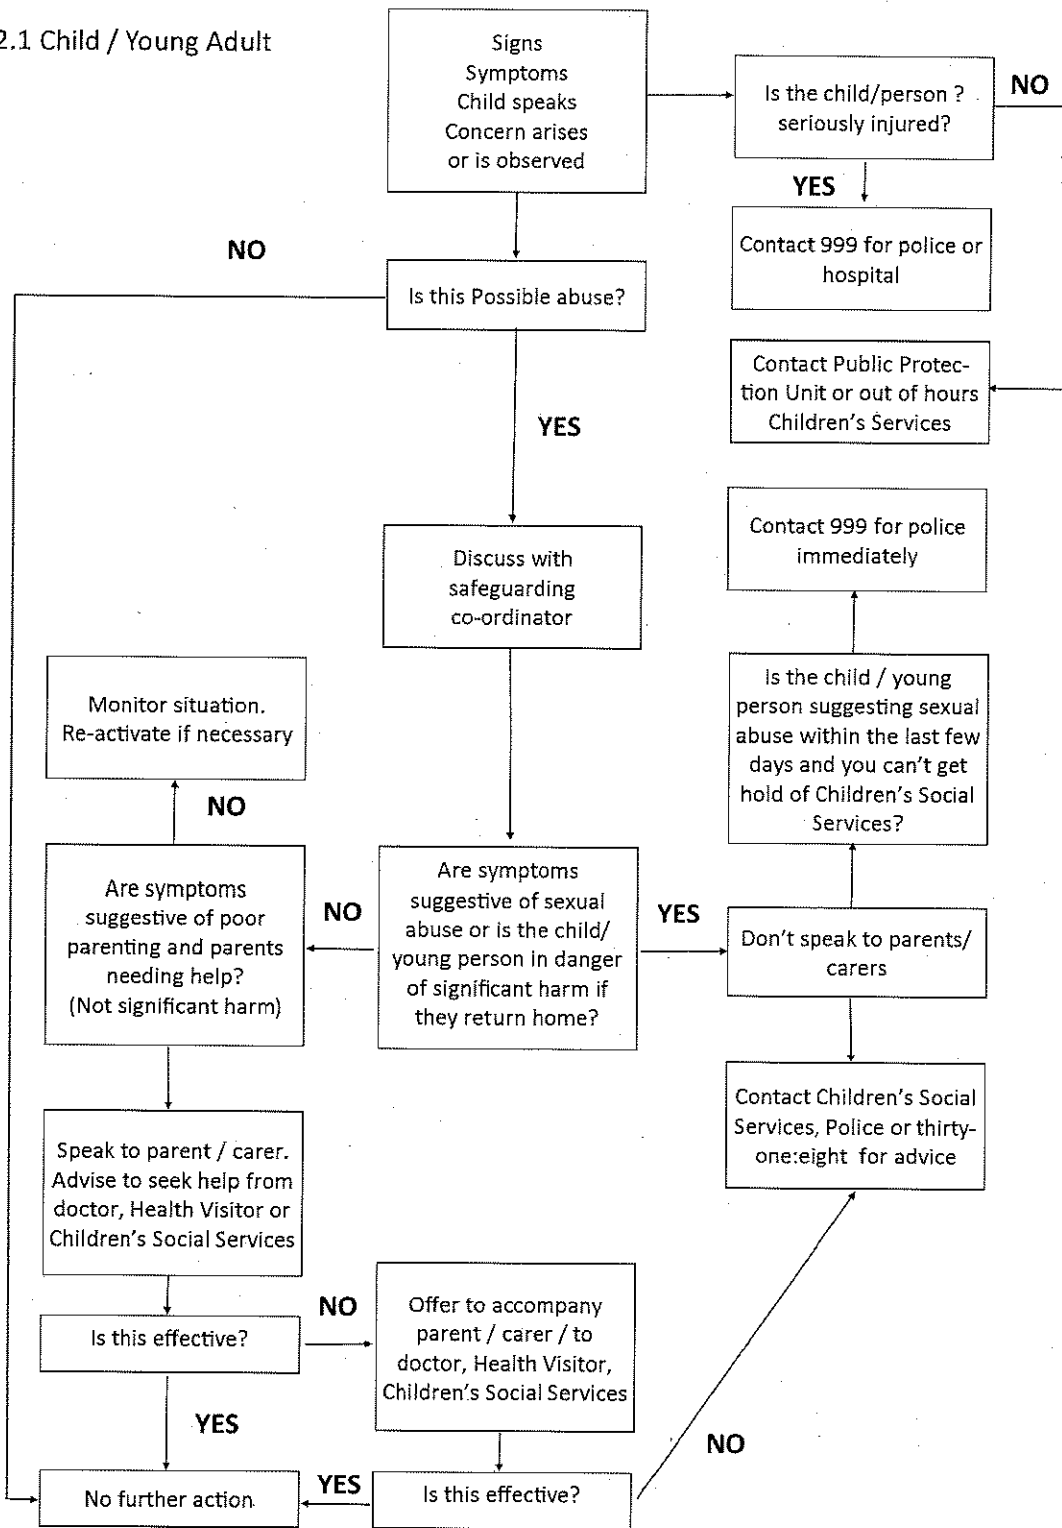 2.1 Child / Young Adult
Signs
Symptoms
Child speaks
Concern arises
or is observed
Is the child/person ?
seriously injured?
NO
YES
Contact 999 for police or
hospital
NO
Is this Possible abuse?
Contact Public Protec-
tion Unit or out of hours
Children's Services
YES
Contact 999 for police
immediately
Discuss with
safeguarding
co-ordinator
Monitor situation.
Re-activate if necessary
Is the child / young
person suggesting sexual
abuse within the last few
days and you can't get
hold of Children's Social
Services?
NO
Are symptoms
suggestive of poor
parenting and parents
needing help?
(Not significant harm)
NO
Are symptoms
suggestive of sexual
abuse or is the child/
young person in danger
of significant harm if
they return home?
YES
Don't speak to parents/
carers
Contact Children's Social
Services, Police or thirty-
one:eight for advice
Speak to parent / carer.
Advise to seek help from
doctor, Health Visitor or
Children's Social Services
Is this effective?
NO
Offer to accompany
parent / carer / to
doctor, Health Visitor,
Children's Social Services
YES
NO
No further action
YES
Is this effective?